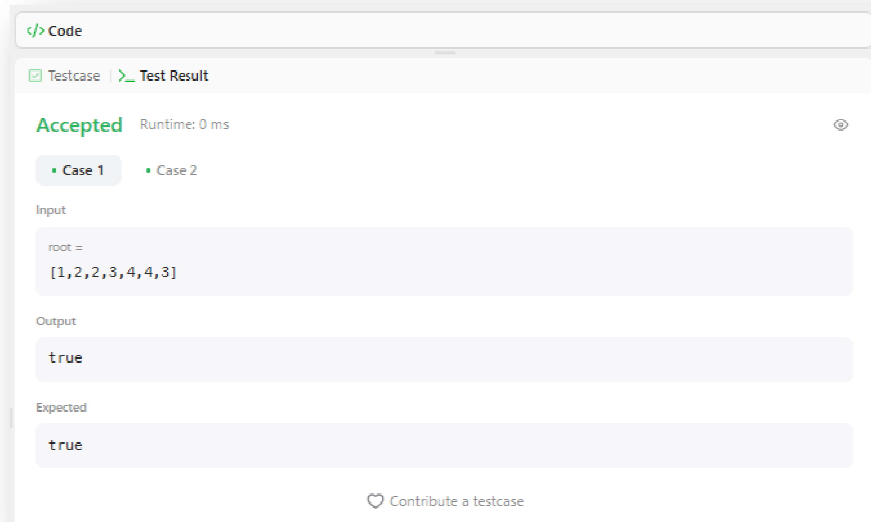 </> Code
Testcase | >_ Test Result
Accepted Runtime: 0 ms
• Case 1 • Case 2
Input
root =
[1,2,2,3,4,4,3]
Output
true
Expected
true
Contribute a testcase